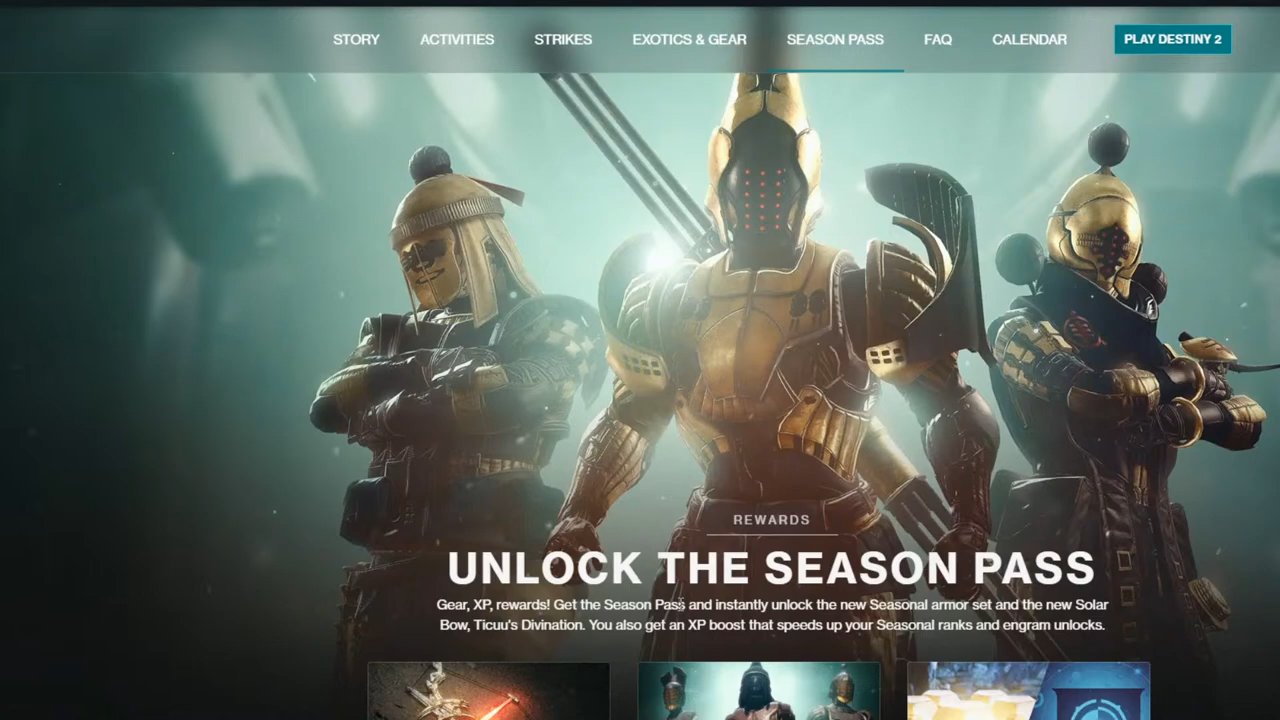 STORY ACTIVITIES STRIKES EXOTICS & GEAR SEASON PASS FAQ CALENDAR PLAY DESTINY 2
REWARDS
UNLOCK THE SEASON PASS
Gear, XP, rewards! Get the Season Pass and instantly unlock the new Seasonal armor set and the new Solar
Bow, Ticuu's Divination. You also get an XP boost that speeds up your Seasonal ranks and engram unlocks.